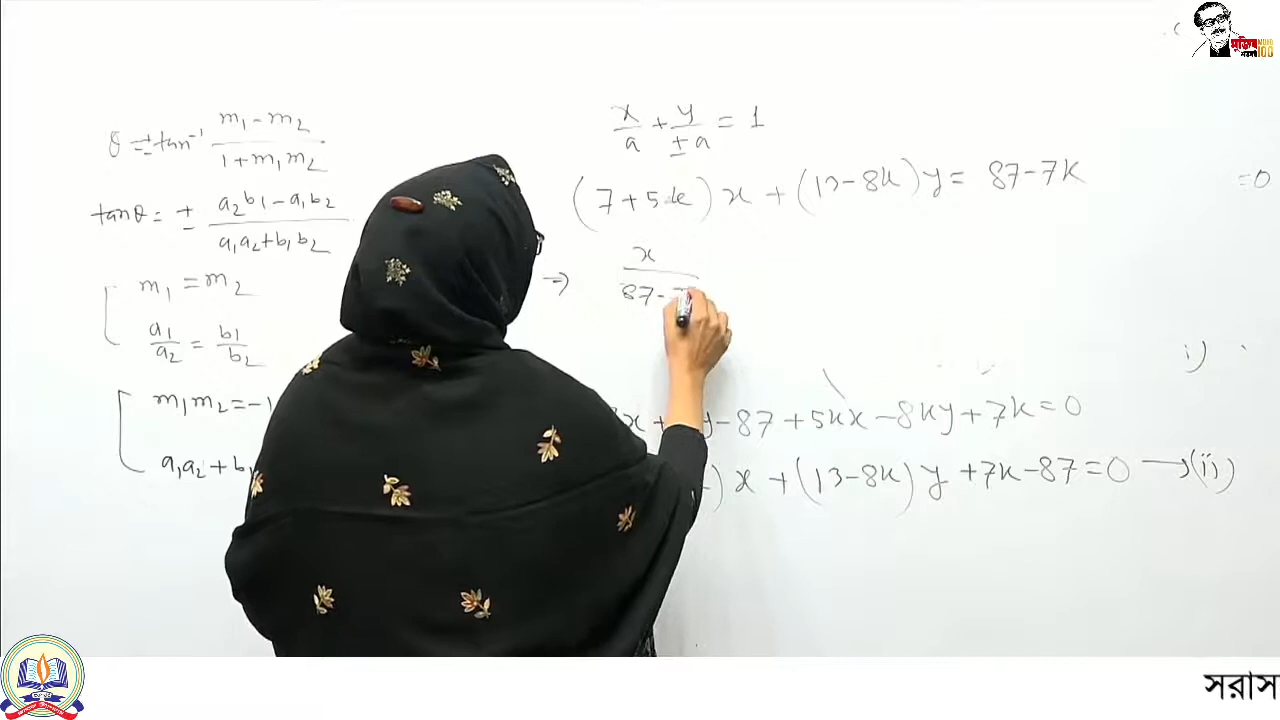 θ = ± tan⁻¹ (m₁ - m₂)/(1 + m₁m₂)
tanθ = ± (a₂b₁ - a₁b₂)/(a₁a₂ + b₁b₂)
m₁ = m₂
a₁/a₂ = b₁/b₂
m₁m₂ = -1
a₁a₂ + b₁
x/a + y/±a = 1
(7+5k)x + (13-8k)y = 87-7k
=0
→ x/87-
i)
y-87+5kx-8ky+7k=0
)x+(13-8k)y+7k-87=0 →(ii)
মুজিব
100
সরাস